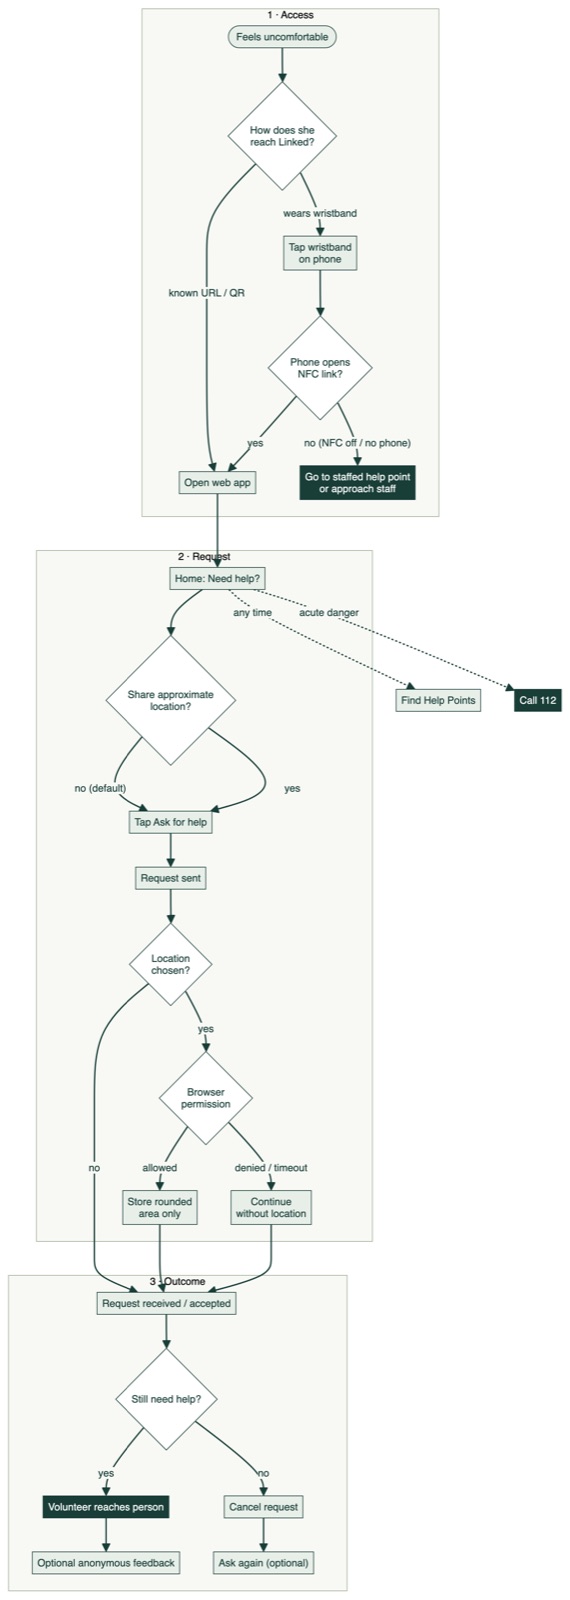 1 · Access
Feels uncomfortable
How does she
reach Linked?
wears wristband
Tap wristband
on phone
known URL / QR
Phone opens
NFC link?
yes
no (NFC off / no phone)
Open web app
Go to staffed help point
or approach staff
2 · Request
Home: Need help?
any time
acute danger
Share approximate
location?
Find Help Points
Call 112
no (default)
yes
Tap Ask for help
Request sent
Location
chosen?
yes
Browser
permission
no
allowed
denied / timeout
Store rounded
area only
Continue
without location
3 · Outcome
Request received / accepted
Still need help?
yes
no
Volunteer reaches person
Cancel request
Optional anonymous feedback
Ask again (optional)